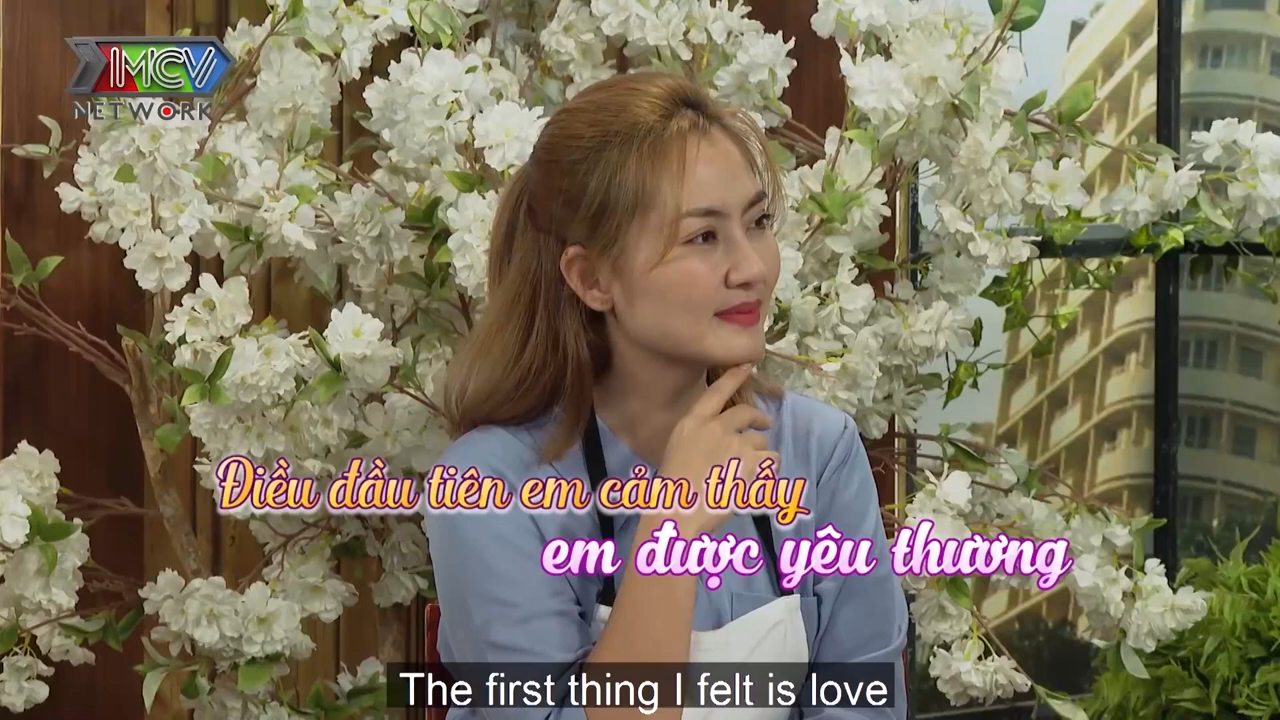 MCV
NETWORK
Điều đầu tiên em cảm thấy
em được yêu thương
The first thing I felt is love